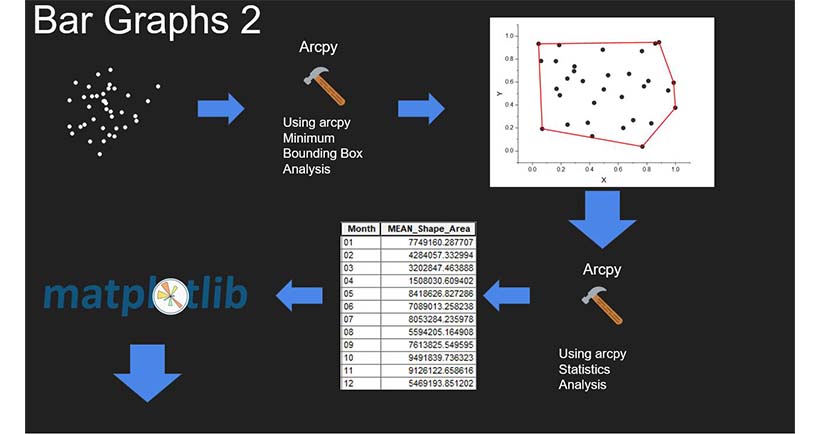 Bar Graphs 2
Arcpy
Using arcpy
Minimum
Bounding Box
Analysis
1.0
0.8
0.6
0.4
0.2
0.0
Y
0.0 0.2 0.4 0.6 0.8 1.0
X
Arcpy
Using arcpy
Statistics
Analysis
Month MEAN_Shape_Area
01 7749160.287707
02 4284057.332994
03 3202847.463888
04 1508030.609402
05 8418626.827286
06 7089013.258238
07 8053284.235978
08 5594205.164908
09 7613825.549595
10 9491839.736323
11 9126122.658616
12 5469193.851202
matplotlib